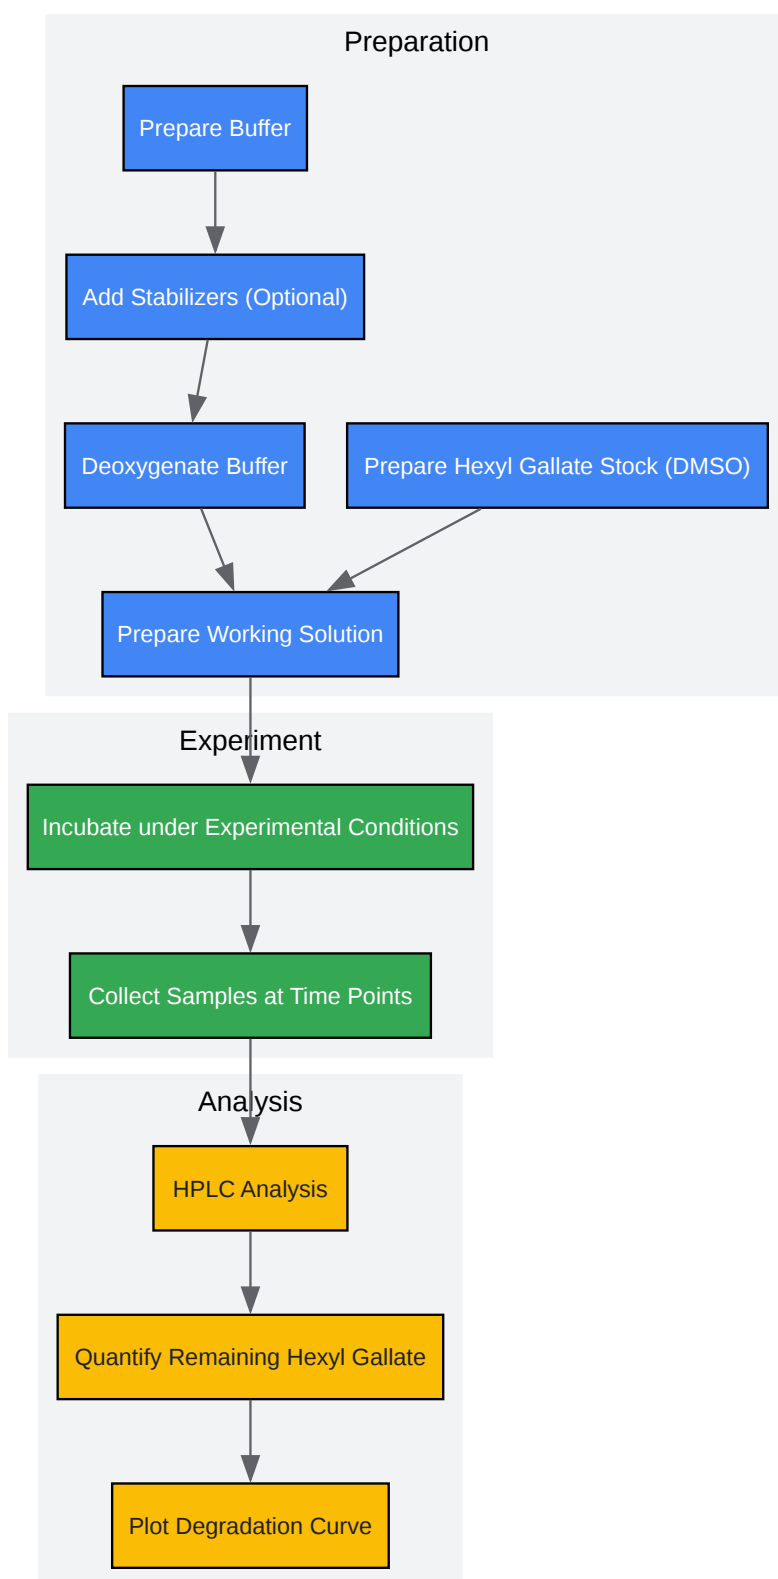 Preparation
Prepare Buffer
Add Stabilizers (Optional)
Deoxygenate Buffer
Prepare Hexyl Gallate Stock (DMSO)
Prepare Working Solution
Experiment
Incubate under Experimental Conditions
Collect Samples at Time Points
Analysis
HPLC Analysis
Quantify Remaining Hexyl Gallate
Plot Degradation Curve